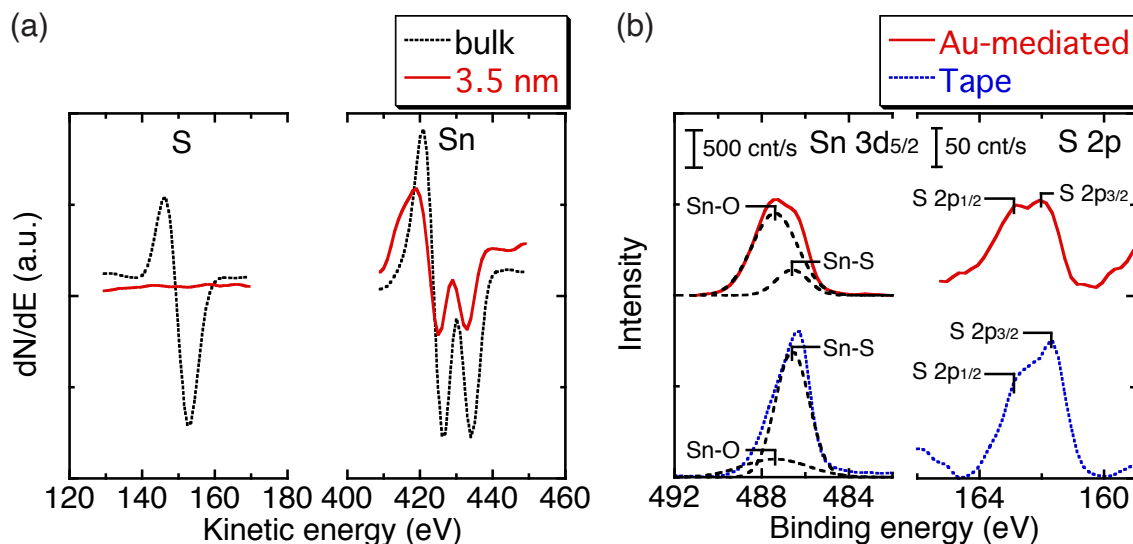 (a)
bulk
3.5 nm
S
Sn
120 140 160 180
400 420 440 460
dN/dE (a.u.)
Kinetic energy (eV)
(b)
Au-mediated
Tape
500 cnt/s Sn 3d5/2
50 cnt/s S 2p
Sn-O
Sn-S
S 2p1/2
S 2p3/2
Sn-S
Sn-O
S 2p3/2
S 2p1/2
492 488 484
164 160
Intensity
Binding energy (eV)